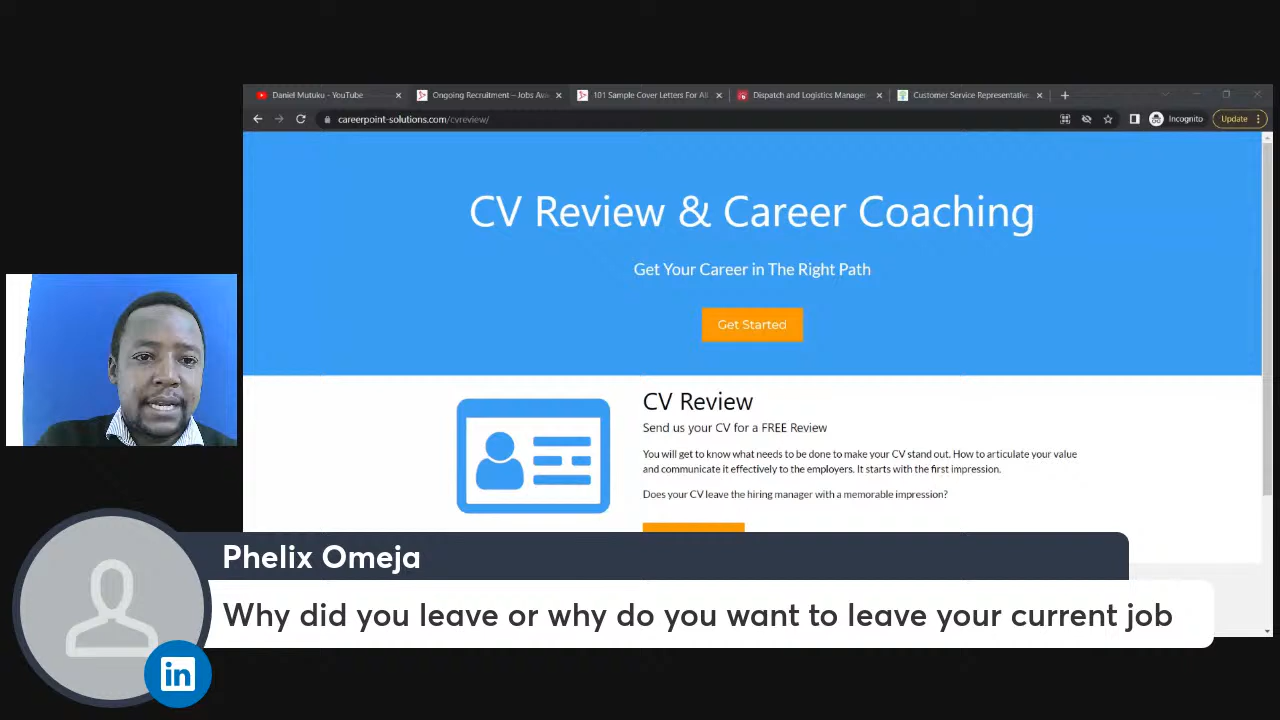 Daniel Mutuku - YouTube
Ongoing Recruitment – Jobs Ava
101 Sample Cover Letters For All
Dispatch and Logistics Manager
Customer Service Representative
careerpoint-solutions.com/cvreview/
Incognito
Update
CV Review & Career Coaching
Get Your Career in The Right Path
Get Started
CV Review
Send us your CV for a FREE Review
You will get to know what needs to be done to make your CV stand out. How to articulate your value
and communicate it effectively to the employers. It starts with the first impression.
Does your CV leave the hiring manager with a memorable impression?
Phelix Omeja
Why did you leave or why do you want to leave your current job
in